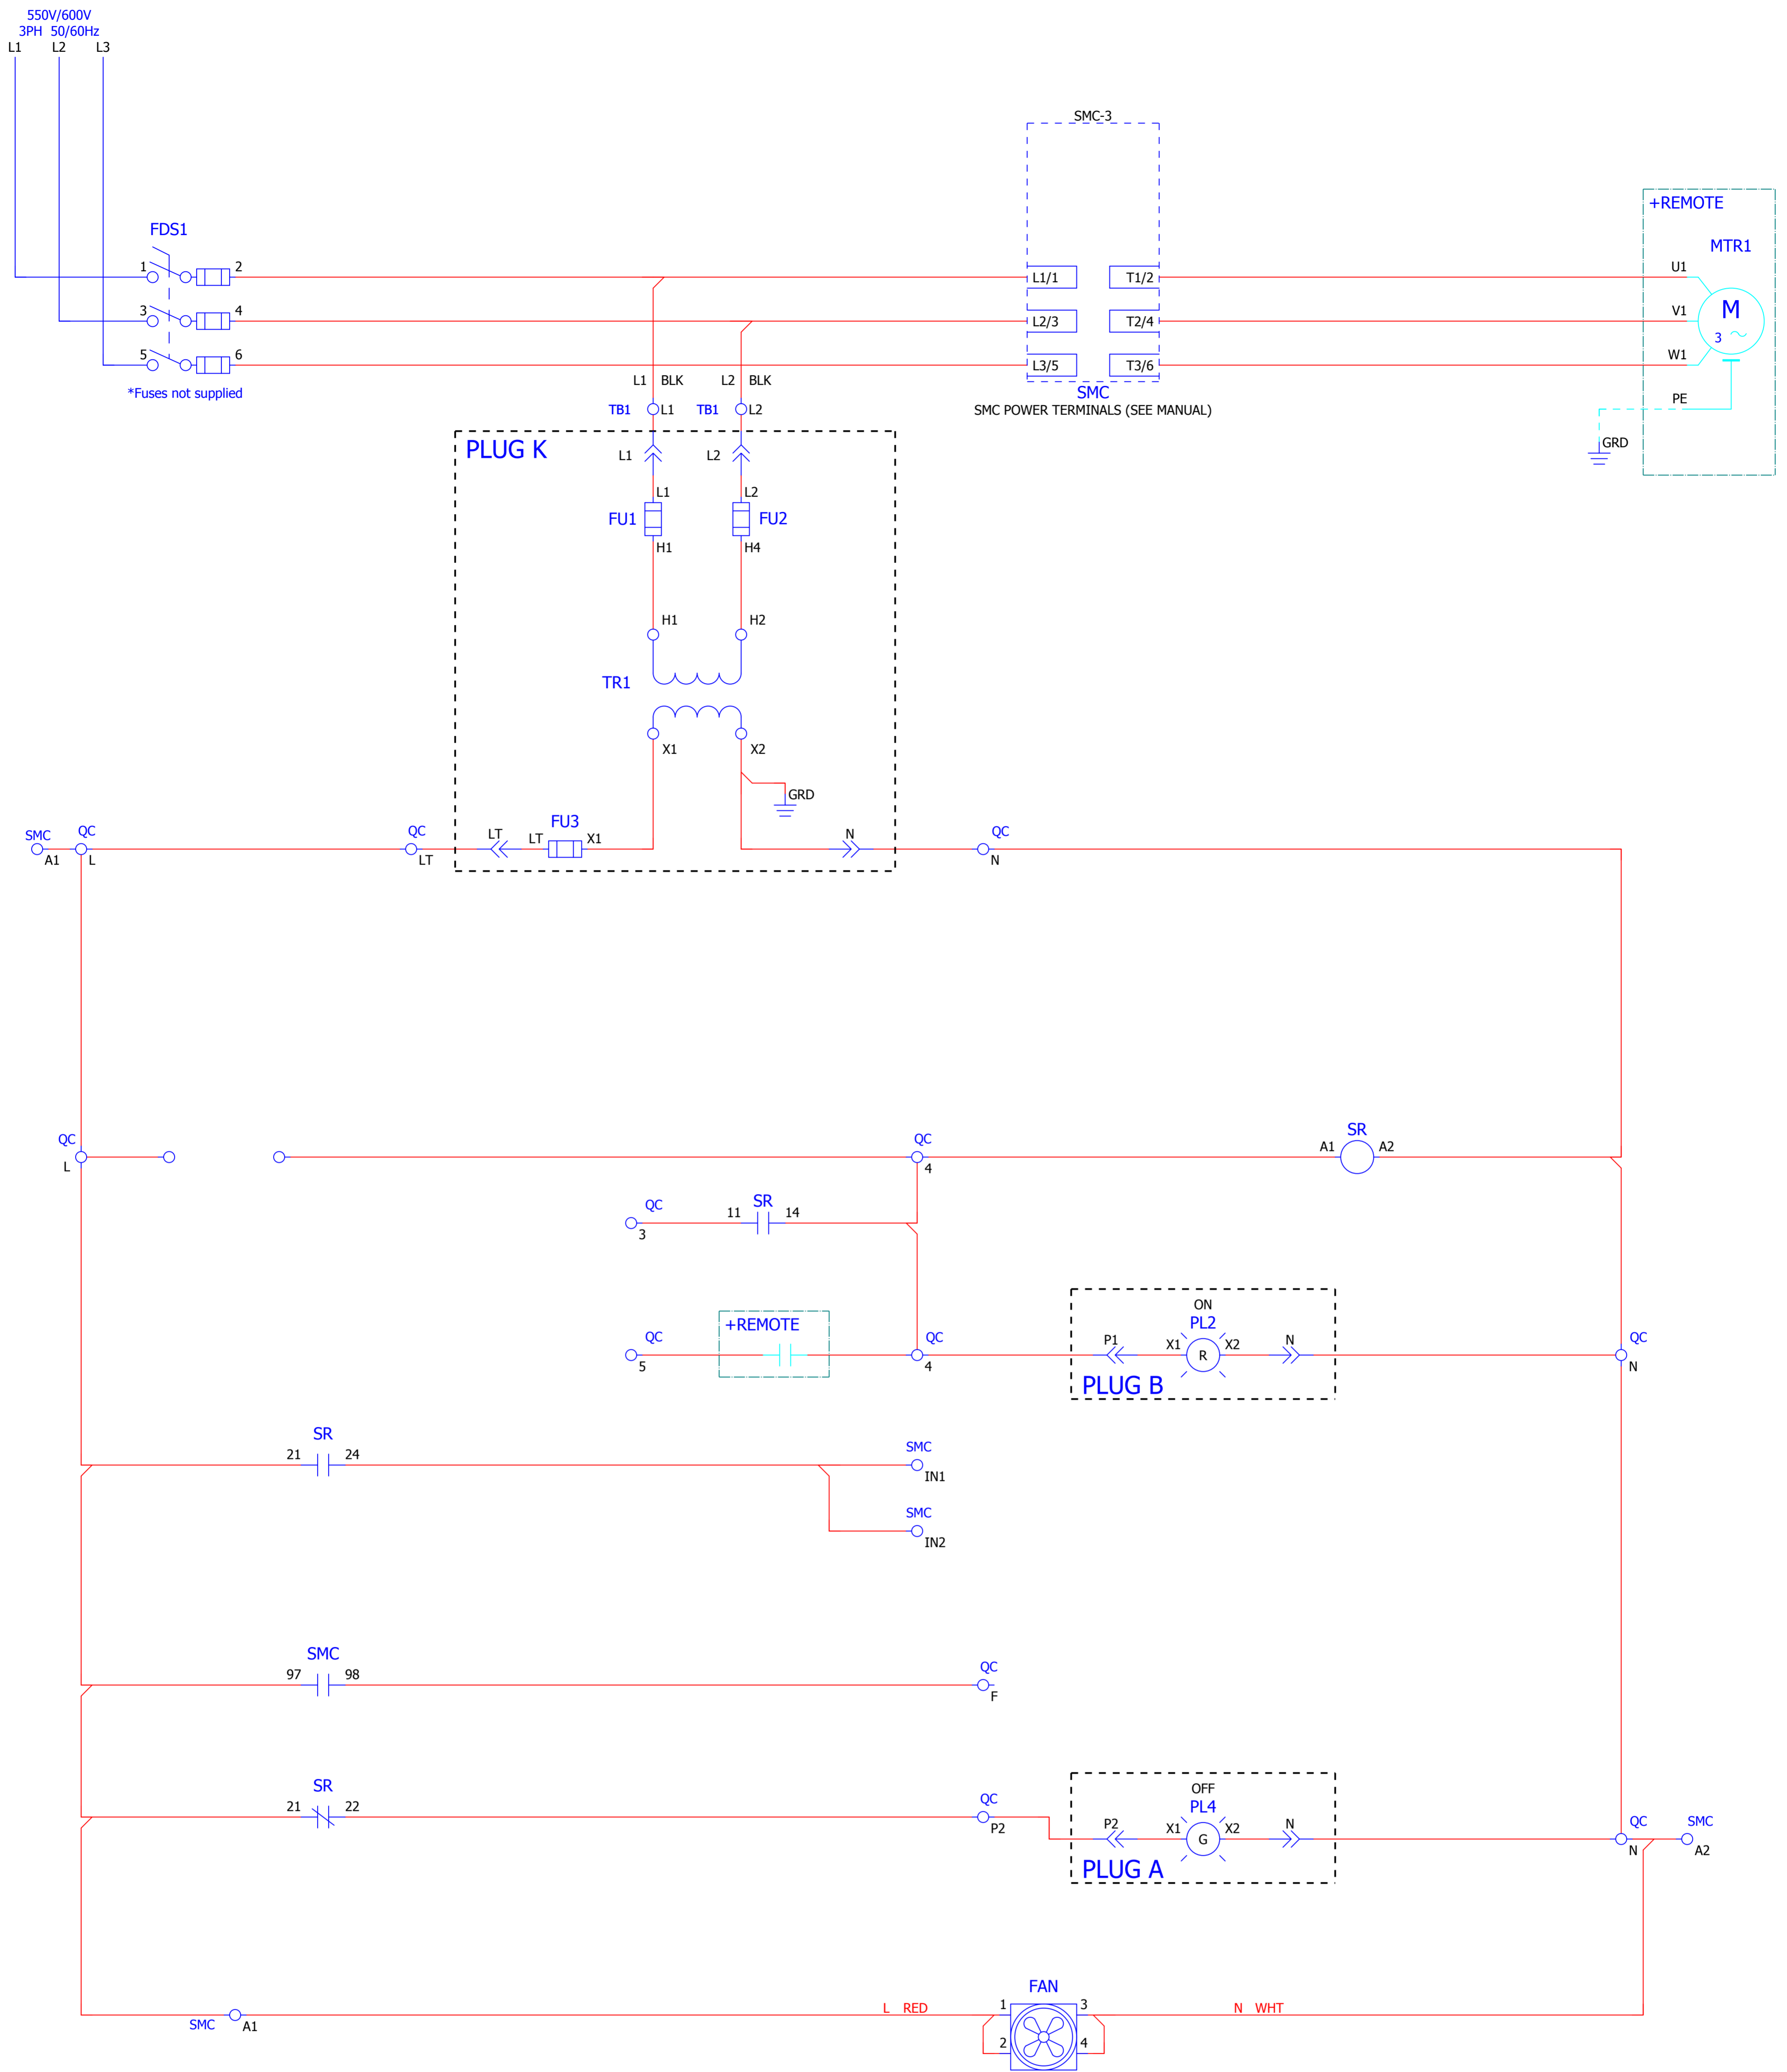 550V/600V
3PH 50/60Hz
L1 L2 L3
SMC-3
+REMOTE
MTR1
FDS1
1 2
L1/1 T1/2
U1
M
3
3 4
L2/3 T2/4
V1
5 6
L3/5 T3/6
W1
*Fuses not supplied
L1 BLK L2 BLK
SMC
PE
TB1 L1 TB1 L2
SMC POWER TERMINALS (SEE MANUAL)
GRD
PLUG K
L1 L2
L1 L2
FU1 FU2
H1 H4
H1 H2
TR1
X1 X2
GRD
SMC QC QC FU3 QC
LT LT X1 N
A1 L LT N
QC QC SR
A1 A2
L 4
QC SR
11 14
3
ON
QC +REMOTE QC PL2 QC
P1 X1 R X2 N
5 4 N
PLUG B
SR SMC
21 24
IN1
SMC
IN2
SMC QC
97 98
F
OFF
SR QC PL4 QC SMC
21 22
P2
P2 X1 G X2 N
N A2
PLUG A
FAN
L RED 1 3 N WHT
SMC A1
2 4